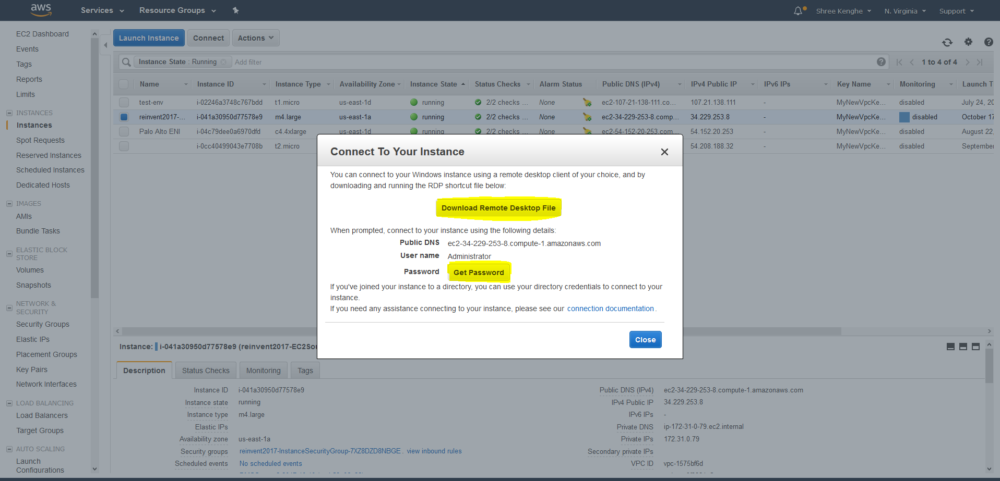 aws Services Resource Groups Shree Kenghe N. Virginia Support
EC2 Dashboard
Events
Tags
Reports
Limits
INSTANCES
Instances
Spot Requests
Reserved Instances
Scheduled Instances
Dedicated Hosts
IMAGES
AMIs
Bundle Tasks
ELASTIC BLOCK
STORE
Volumes
Snapshots
NETWORK &
SECURITY
Security Groups
Elastic IPs
Placement Groups
Key Pairs
Network Interfaces
LOAD BALANCING
Load Balancers
Target Groups
AUTO SCALING
Launch
Configurations
Launch Instance Connect Actions
Instance State : Running Add filter 1 to 4 of 4
Name Instance ID Instance Type Availability Zone Instance State Status Checks Alarm Status Public DNS (IPv4) IPv4 Public IP IPv6 IPs Key Name Monitoring Launch T
test-env i-02246a3748c767bdd t1.micro us-east-1d running 2/2 checks ... None ec2-107-21-138-111.co... 107.21.138.111 - MyNewVpcKe... disabled July 24, 20
reinvent2017-... i-041a30950d77578e9 m4.large us-east-1a running 2/2 checks ... None ec2-34-229-253-8.comp... 34.229.253.8 - MyNewVpcKe... disabled October 17
Palo Alto ENI i-04c79dee0a6970dfd c4.4xlarge us-east-1d running 2/2 checks ... None ec2-54-152-20-253.com... 54.152.20.253 - MyNewVpcKe... disabled August 22,
i-0cc40499043e7708b t2.micro 54.208.188.32 - MyNewVpcKe... disabled September
Connect To Your Instance
You can connect to your Windows instance using a remote desktop client of your choice, and by
downloading and running the RDP shortcut file below:
Download Remote Desktop File
When prompted, connect to your instance using the following details:
Public DNS ec2-34-229-253-8.compute-1.amazonaws.com
User name Administrator
Password Get Password
If you've joined your instance to a directory, you can use your directory credentials to connect to your
instance.
If you need any assistance connecting to your instance, please see our connection documentation .
Close
Instance: i-041a30950d77578e9 (reinvent2017-EC2Sou
Description Status Checks Monitoring Tags
Instance ID i-041a30950d77578e9 Public DNS (IPv4) ec2-34-229-253-8.compute-1.amazonaws.com
Instance state running IPv4 Public IP 34.229.253.8
Instance type m4.large IPv6 IPs -
Elastic IPs Private DNS ip-172-31-0-79.ec2.internal
Availability zone us-east-1a Private IPs 172.31.0.79
Security groups reinvent2017-InstanceSecurityGroup-7XZ8DZD8NBGE . view inbound rules Secondary private IPs
Scheduled events No scheduled events VPC ID vpc-1575bf6d